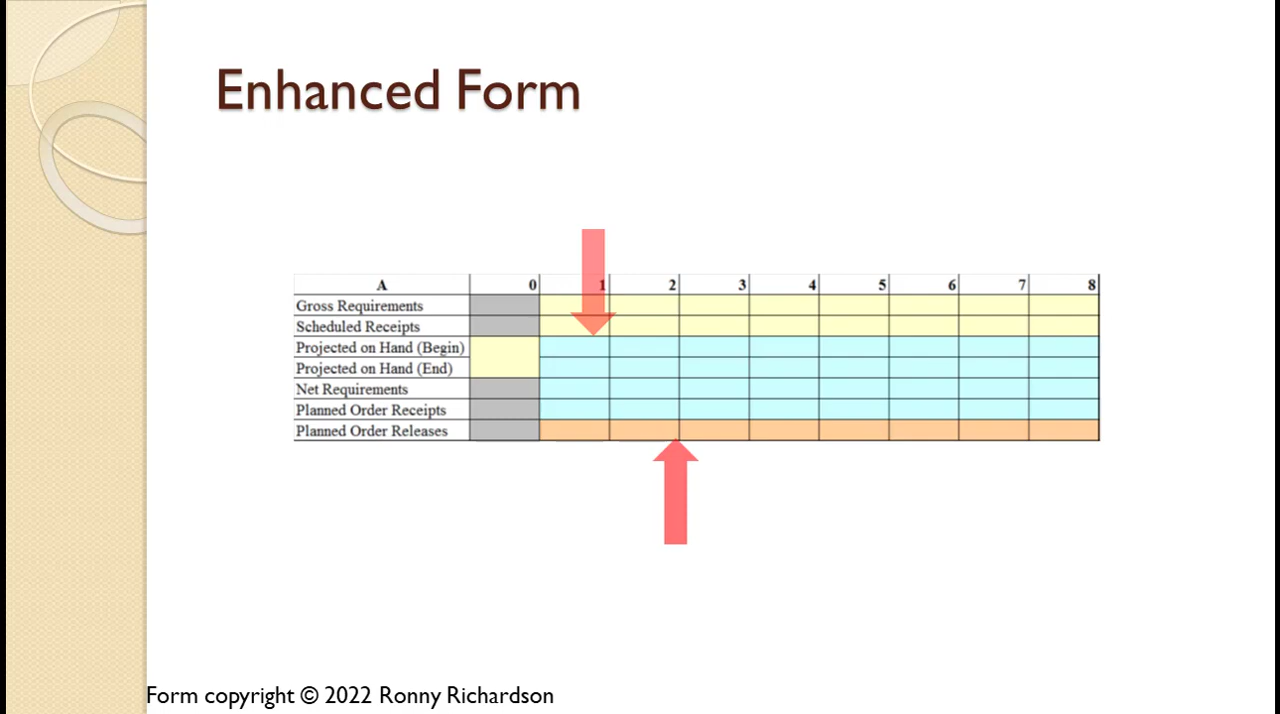 Enhanced Form
A 0 1 2 3 4 5 6 7 8
Gross Requirements
Scheduled Receipts
Projected on Hand (Begin)
Projected on Hand (End)
Net Requirements
Planned Order Receipts
Planned Order Releases
Form copyright © 2022 Ronny Richardson